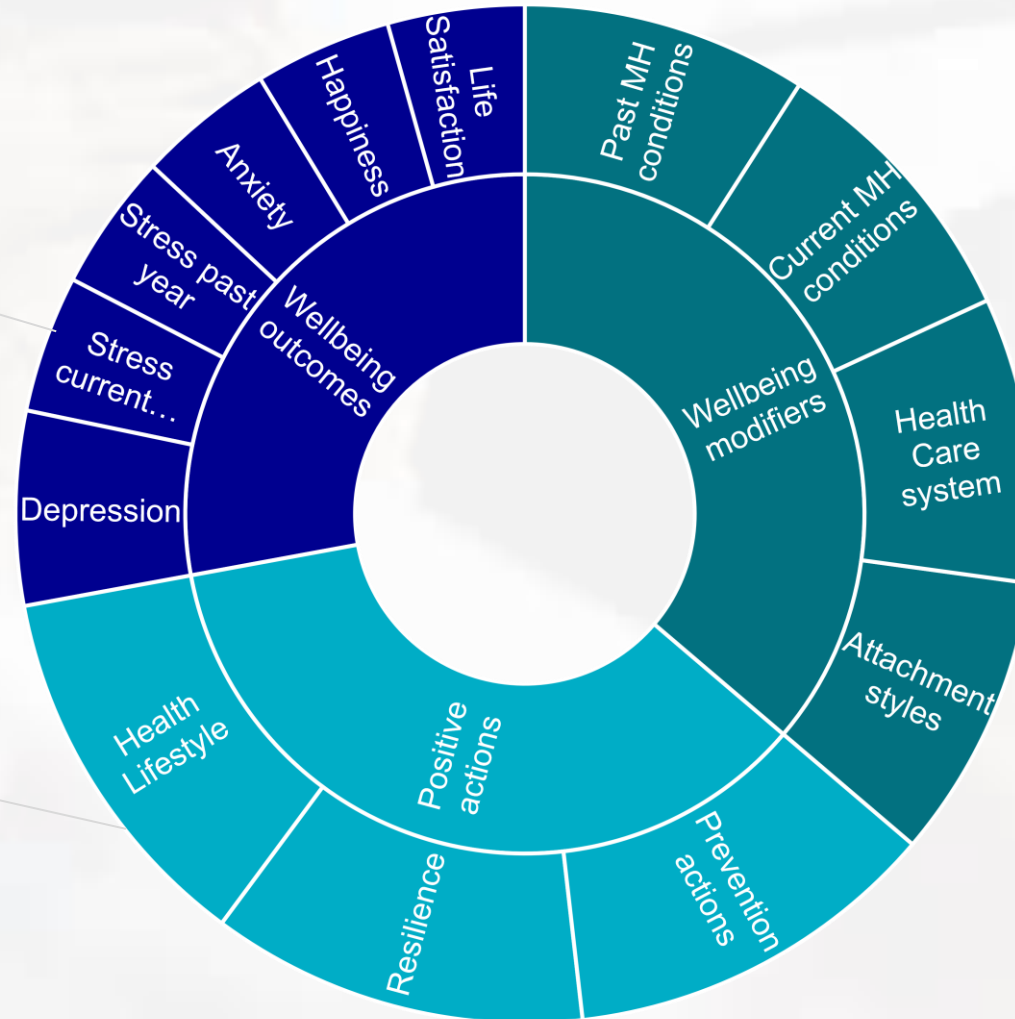 Past MH
conditions
Current MH
conditions
Health
Care
system
Attachment
styles
Wellbeing
modifiers
Prevention
actions
Resilience
Health
Lifestyle
Positive
actions
Depression
Stress
current…
Stress past
year
Anxiety
Happiness
Life
Satisfaction
Wellbeing
outcomes